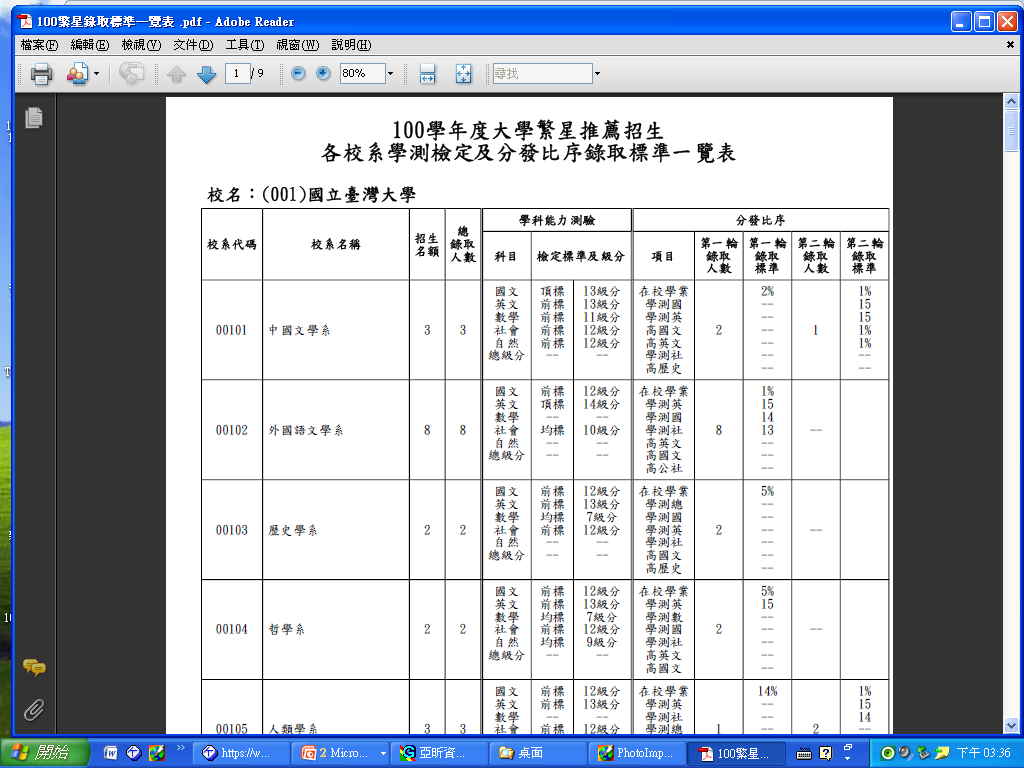 100繁星錄取標準一覽表 .pdf - Adobe Reader
檔案(F) 編輯(E) 檢視(V) 文件(D) 工具(T) 視窗(W) 說明(H)
1 / 9 80% 尋找
100學年度大學繁星推薦招生
各校系學測檢定及分發比序錄取標準一覽表
校名：(001)國立臺灣大學
校系代碼 校系名稱 招生名額 總錄取人數 學科能力測驗 分發比序
科目 檢定標準及級分 項目 第一輪錄取人數 第一輪錄取標準 第二輪錄取人數 第二輪錄取標準
國文 頂標 13級分 在校學業 2% 1%
英文 前標 13級分 學測國 -- 15
數學 前標 11級分 學測英 -- 15
00101 中國文學系 3 3 社會 前標 12級分 高國文 2 -- 1 1%
自然 前標 12級分 高英文 -- 1%
總級分 -- -- 學測社 -- --
高歷史 -- --
國文 前標 12級分 在校學業 1%
英文 頂標 14級分 學測英 15
數學 -- -- 學測國 14
00102 外國語文學系 8 8 社會 均標 10級分 學測社 8 13 --
自然 -- -- 高英文 --
總級分 -- -- 高國文 --
高公社 --
國文 前標 12級分 在校學業 5%
英文 前標 13級分 學測總 --
數學 均標 7級分 學測國 --
00103 歷史學系 2 2 社會 前標 12級分 學測英 2 -- --
自然 -- -- 學測社 --
總級分 -- -- 高國文 --
高歷史 --
國文 前標 12級分 在校學業 5%
英文 前標 13級分 學測英 15
數學 均標 7級分 學測數 --
00104 哲學系 2 2 社會 前標 12級分 學測國 2 -- --
自然 均標 9級分 學測社 --
總級分 -- -- 高英文 --
高國文 --
國文 前標 12級分 在校學業 14% 1%
英文 前標 13級分 學測英 -- 15
數學 -- -- 學測社 -- 14
00105 人類學系 3 3 社會 前標 12級分 學測總 1 -- 2 --
開始 https://w... 2 Micro... 亞昕資... 桌面 PhotoImp... 100繁星... 下午 03:36